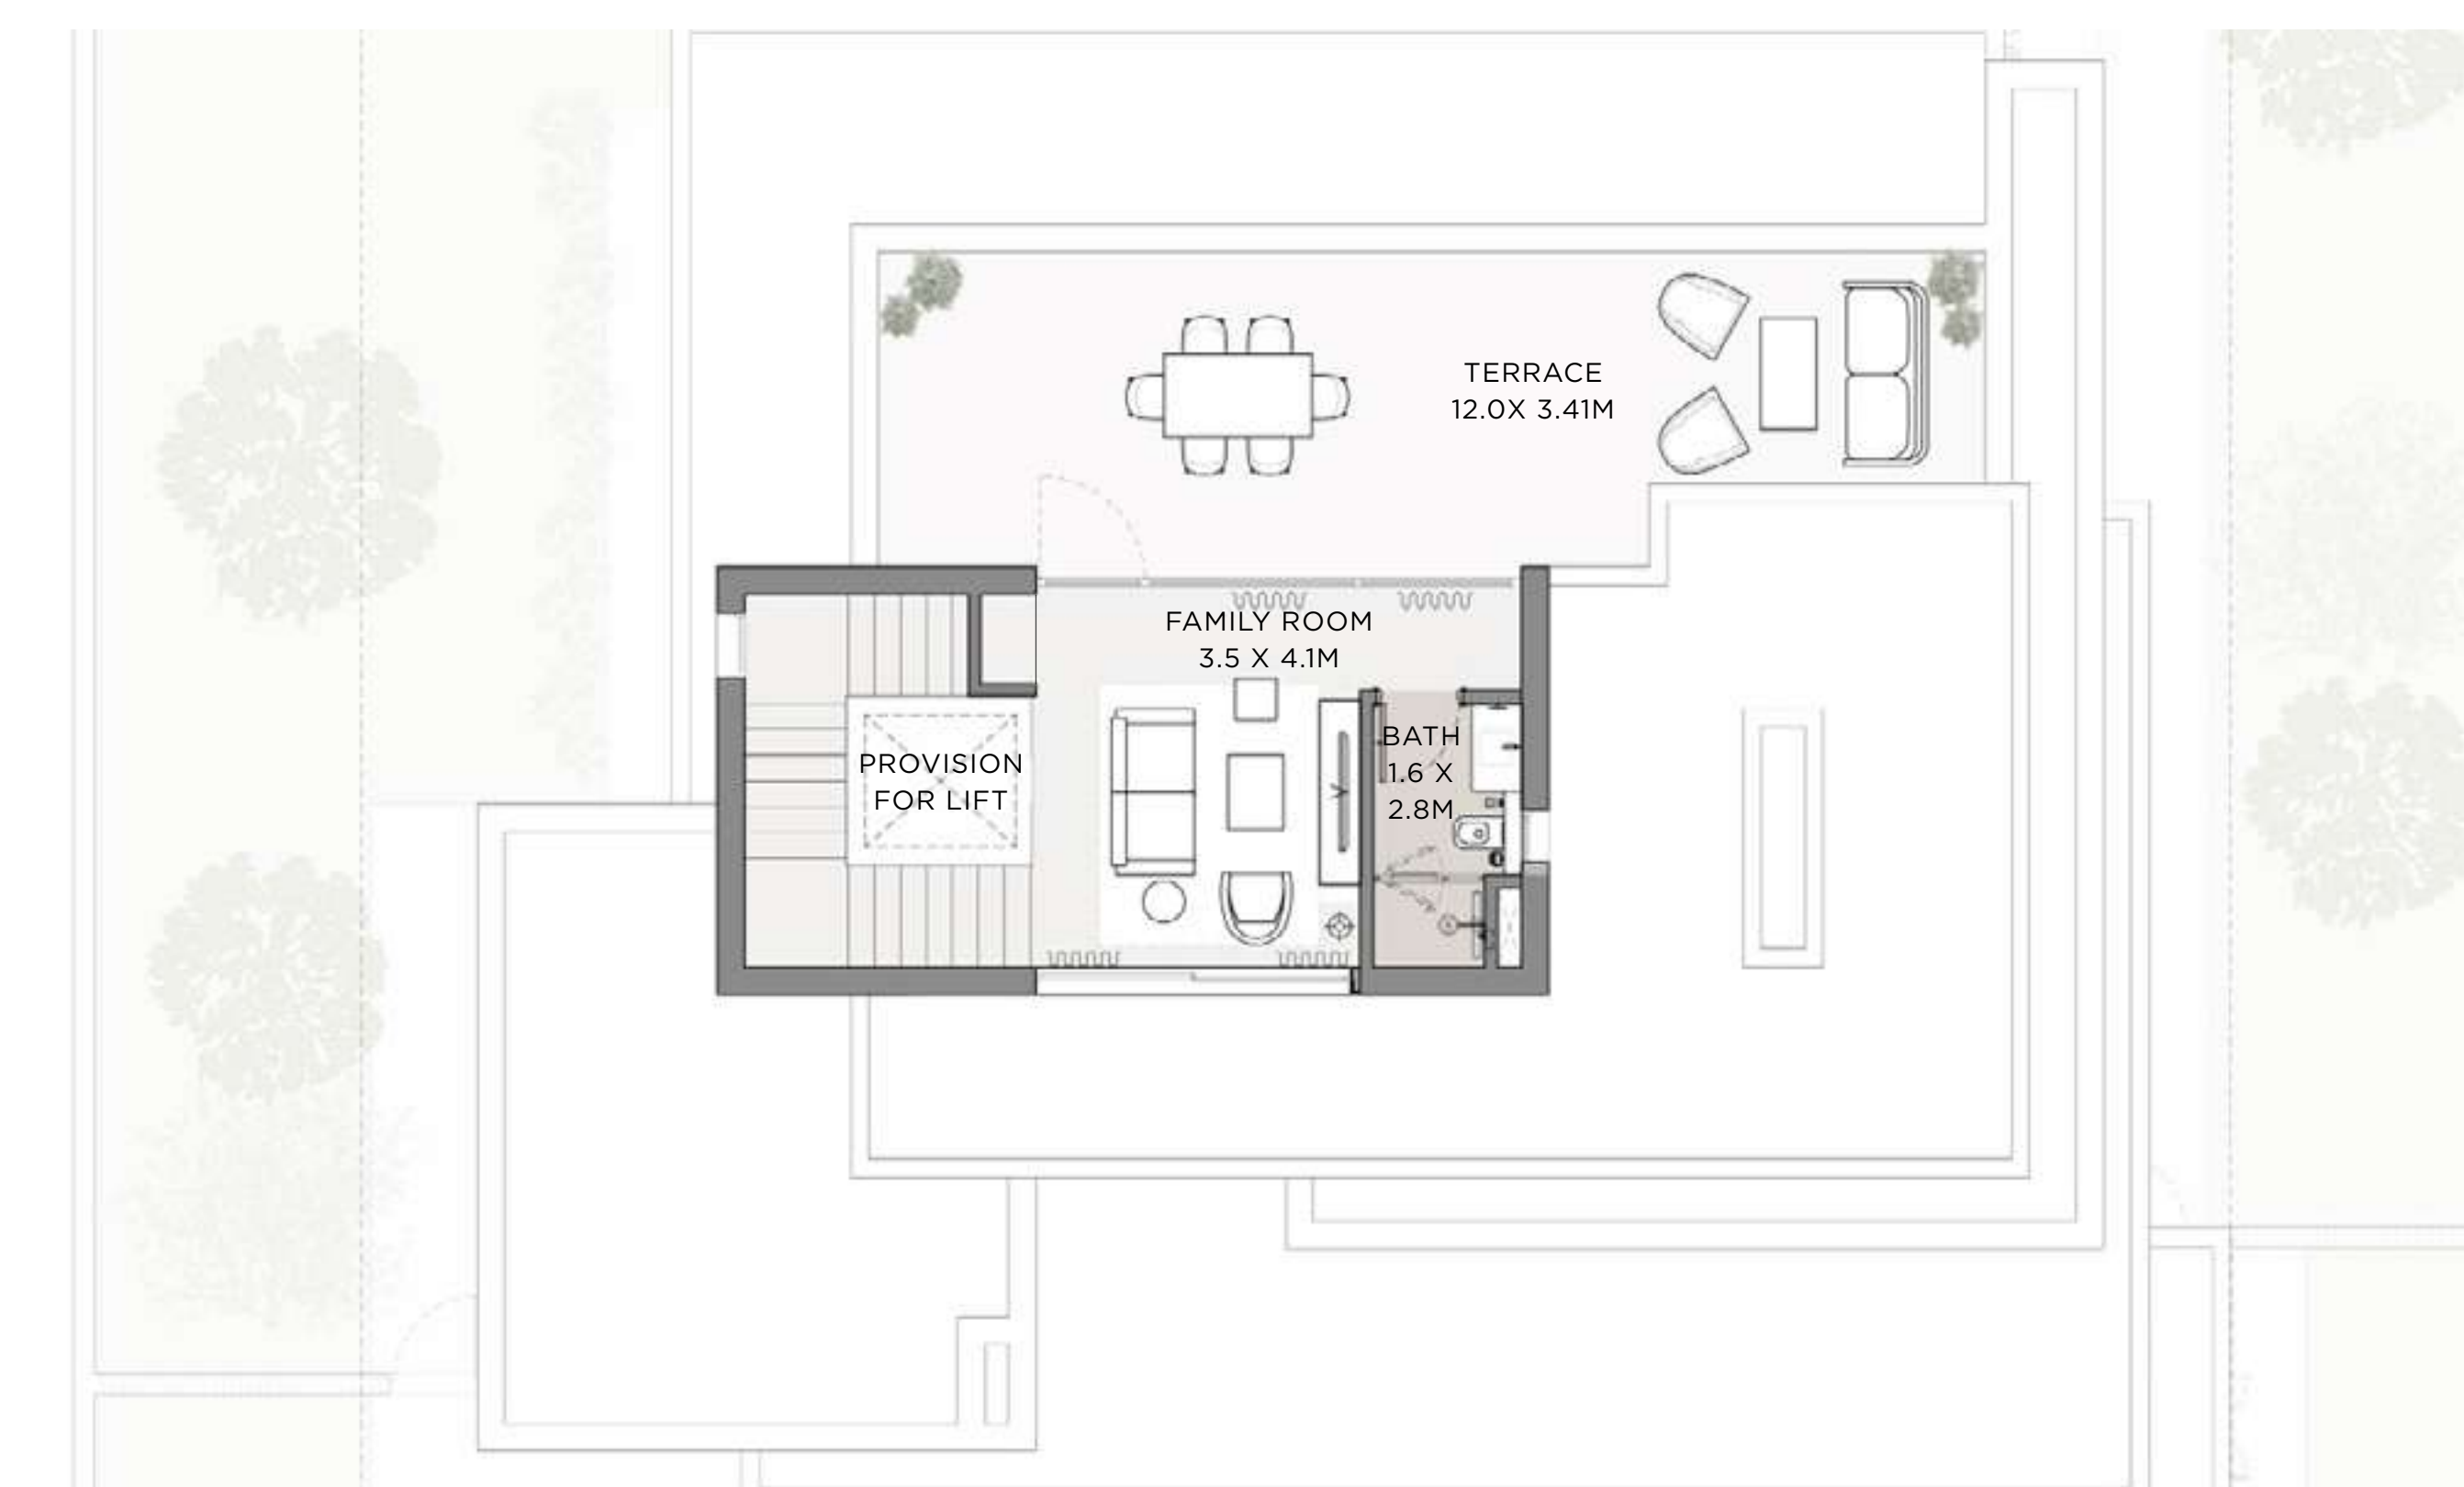 TERRACE
12.0X 3.41M
FAMILY ROOM
3.5 X 4.1M
PROVISION
FOR LIFT
BATH
1.6 X
2.8M